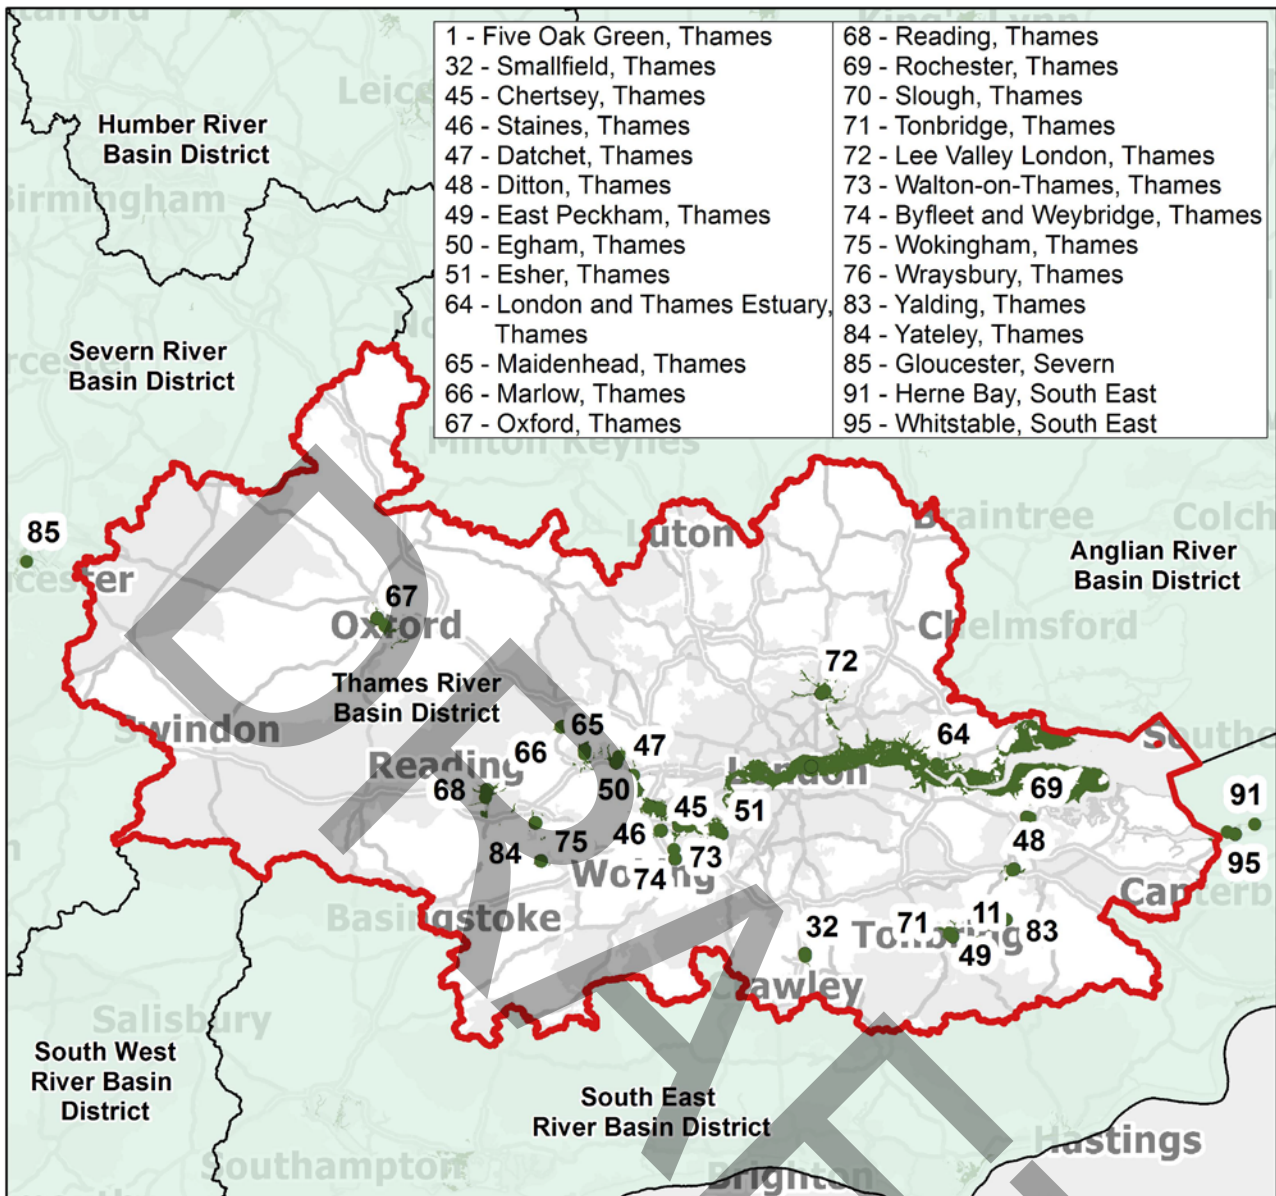 1 - Five Oak Green, Thames
32 - Smallfield, Thames
45 - Chertsey, Thames
46 - Staines, Thames
47 - Datchet, Thames
48 - Ditton, Thames
49 - East Peckham, Thames
50 - Egham, Thames
51 - Esher, Thames
64 - London and Thames Estuary,
Thames
65 - Maidenhead, Thames
66 - Marlow, Thames
67 - Oxford, Thames
68 - Reading, Thames
69 - Rochester, Thames
70 - Slough, Thames
71 - Tonbridge, Thames
72 - Lee Valley London, Thames
73 - Walton-on-Thames, Thames
74 - Byfleet and Weybridge, Thames
75 - Wokingham, Thames
76 - Wraysbury, Thames
83 - Yalding, Thames
84 - Yateley, Thames
85 - Gloucester, Severn
91 - Herne Bay, South East
95 - Whitstable, South East
Humber River
Basin District
Birmingham
Severn River
Basin District
Milton Keynes
85
Luton
Braintree
Anglian River
Basin District
67
Oxford
Chelmsford
72
Thames River
Basin District
Swindon
65
47
64
66
Reading
London
68
50
45
51
69
91
46
48
84
75
73
95
74
Woking
Basingstoke
32
71
11
83
Tonbridge
49
Crawley
Salisbury
South West
River Basin
District
South East
River Basin District
Hastings
Southampton
Brighton
DRAFT